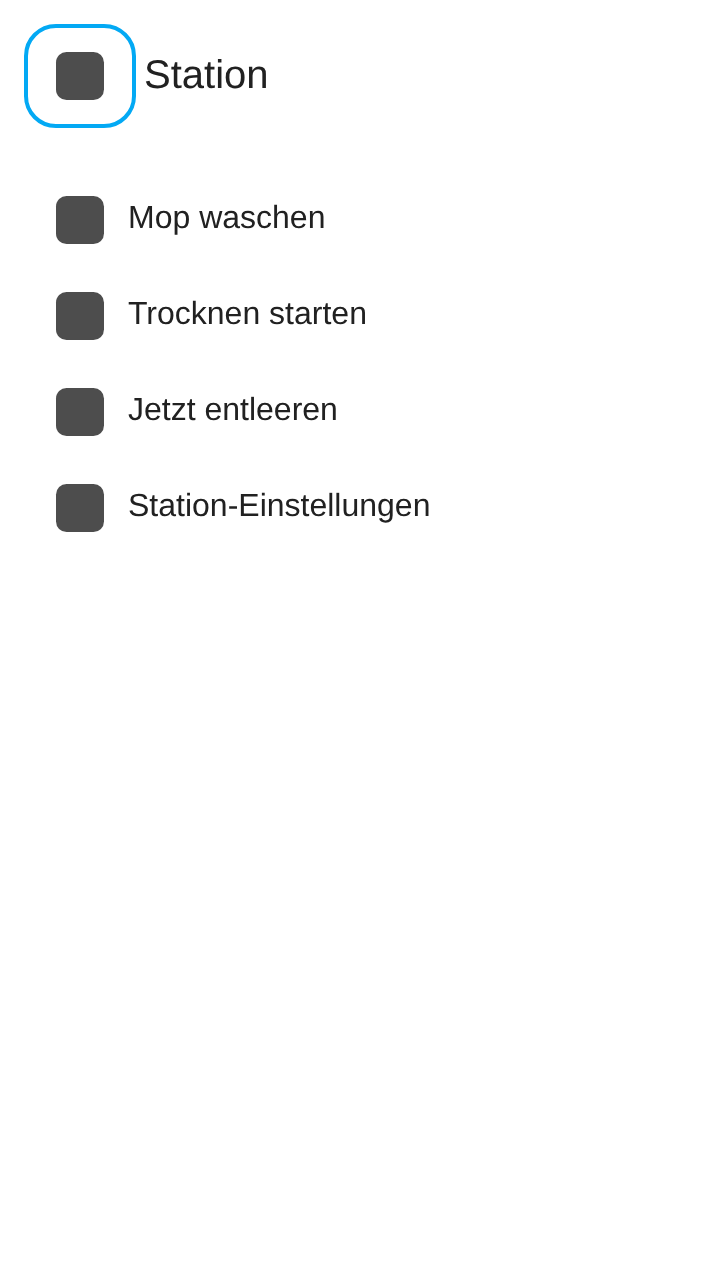 Station
Mop waschen
Trocknen starten
Jetzt entleeren
Station-Einstellungen